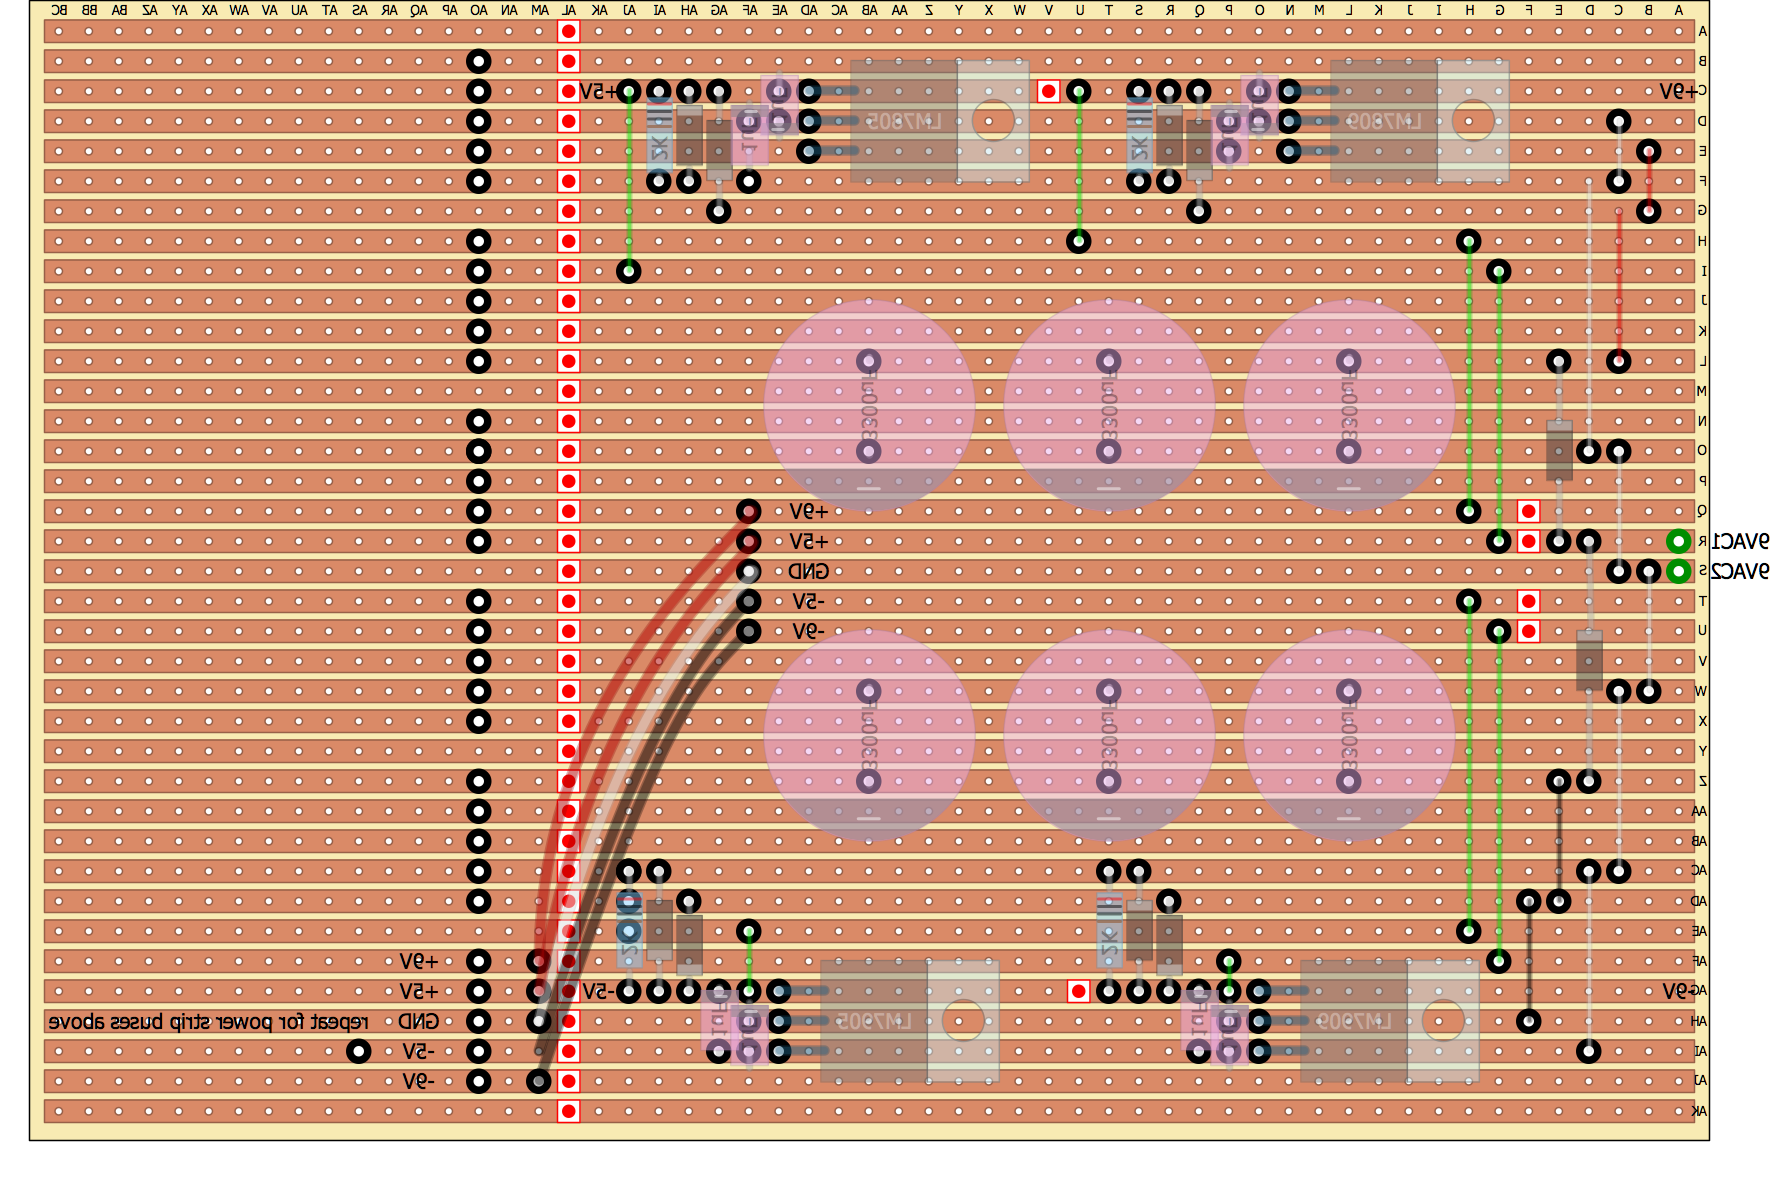 BC BB BA AZ AY AX AW AV AU AT AS AR AQ AP AO AN AM AL AK AJ AI AH AG AF AE AD AC AB AA Z Y X W V U T S R Q P O N M L K J I H G F E D C B A
A
B
+5V +9V C
LM7805 LM7809 D
2K 2K E
F
G
H
I
J
K
L
M
3300uF 3300uF 3300uF
N
O
P
+9V Q
+5V R 9VAC1
GND S 9VAC2
-5V T
-9V U
V
W
X
Y
3300uF 3300uF 3300uF
Z
AA
AB
AC
AD
AE
2K 2K
+9V AF
+5V -5V -9V AG
repeat for power strip buses above GND LM7905 LM7909 AH
-5V AI
-9V AJ
AK